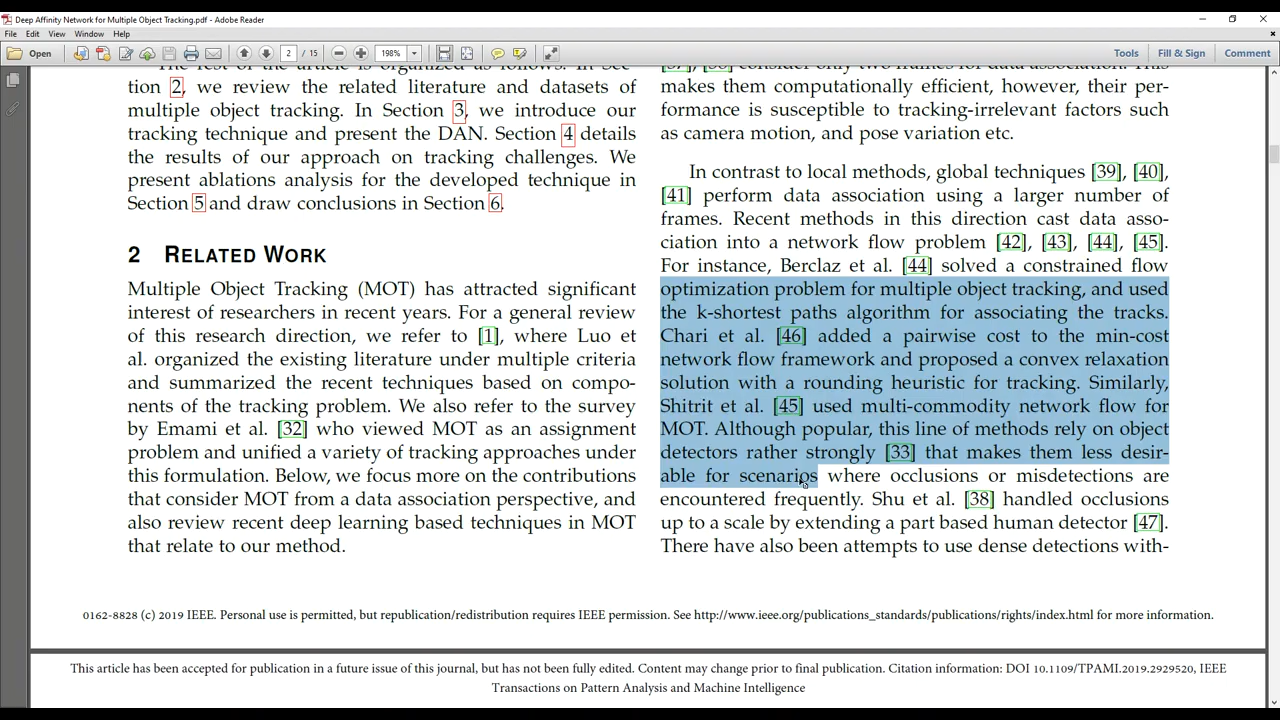 Deep Affinity Network for Multiple Object Tracking.pdf - Adobe Reader
File Edit View Window Help
Open 2 / 15 198% Tools Fill & Sign Comment
The rest of the article is organized as follows. In Sec-
tion 2, we review the related literature and datasets of
multiple object tracking. In Section 3, we introduce our
tracking technique and present the DAN. Section 4 details
the results of our approach on tracking challenges. We
present ablations analysis for the developed technique in
Section 5 and draw conclusions in Section 6.
2 RELATED WORK
Multiple Object Tracking (MOT) has attracted significant
interest of researchers in recent years. For a general review
of this research direction, we refer to [1], where Luo et
al. organized the existing literature under multiple criteria
and summarized the recent techniques based on compo-
nents of the tracking problem. We also refer to the survey
by Emami et al. [32] who viewed MOT as an assignment
problem and unified a variety of tracking approaches under
this formulation. Below, we focus more on the contributions
that consider MOT from a data association perspective, and
also review recent deep learning based techniques in MOT
that relate to our method.
consider only two frames for data association. This
makes them computationally efficient, however, their per-
formance is susceptible to tracking-irrelevant factors such
as camera motion, and pose variation etc.
In contrast to local methods, global techniques [39], [40],
[41] perform data association using a larger number of
frames. Recent methods in this direction cast data asso-
ciation into a network flow problem [42], [43], [44], [45].
For instance, Berclaz et al. [44] solved a constrained flow
optimization problem for multiple object tracking, and used
the k-shortest paths algorithm for associating the tracks.
Chari et al. [46] added a pairwise cost to the min-cost
network flow framework and proposed a convex relaxation
solution with a rounding heuristic for tracking. Similarly,
Shitrit et al. [45] used multi-commodity network flow for
MOT. Although popular, this line of methods rely on object
detectors rather strongly [33] that makes them less desir-
able for scenarios where occlusions or misdetections are
encountered frequently. Shu et al. [38] handled occlusions
up to a scale by extending a part based human detector [47].
There have also been attempts to use dense detections with-
0162-8828 (c) 2019 IEEE. Personal use is permitted, but republication/redistribution requires IEEE permission. See http://www.ieee.org/publications_standards/publications/rights/index.html for more information.
This article has been accepted for publication in a future issue of this journal, but has not been fully edited. Content may change prior to final publication. Citation information: DOI 10.1109/TPAMI.2019.2929520, IEEE
Transactions on Pattern Analysis and Machine Intelligence